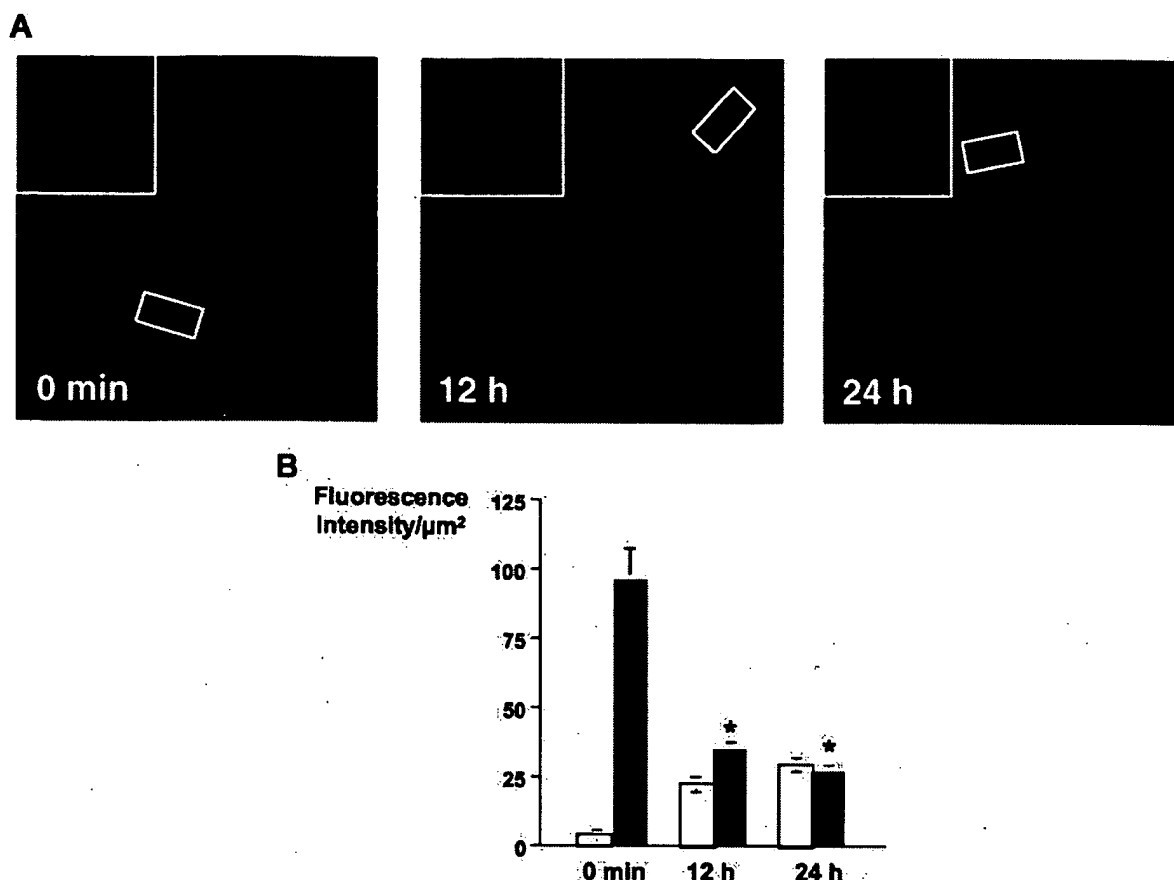 A
0 min
12 h
24 h
B
Fluorescence
Intensity/µm²
125
100
75
50
25
0
*
*
0 min
12 h
24 h